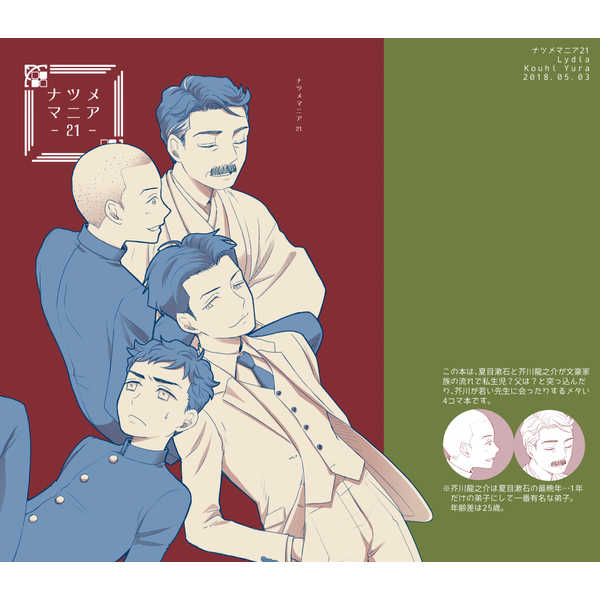 ナツメ
マニア
- 21 -
ナツメマニア 21
ナツメマニア21
Lydia
Kouhi Yura
2018.05.03
この本は、夏目漱石と芥川龍之介が文豪家
族の流れで私生児？父は？と突っ込んだ
り、芥川が若い先生に会ったりするメタい
4コマ本です。
※芥川龍之介は夏目漱石の最晩年…1年
だけの弟子にして一番有名な弟子。
年齢差は25歳。